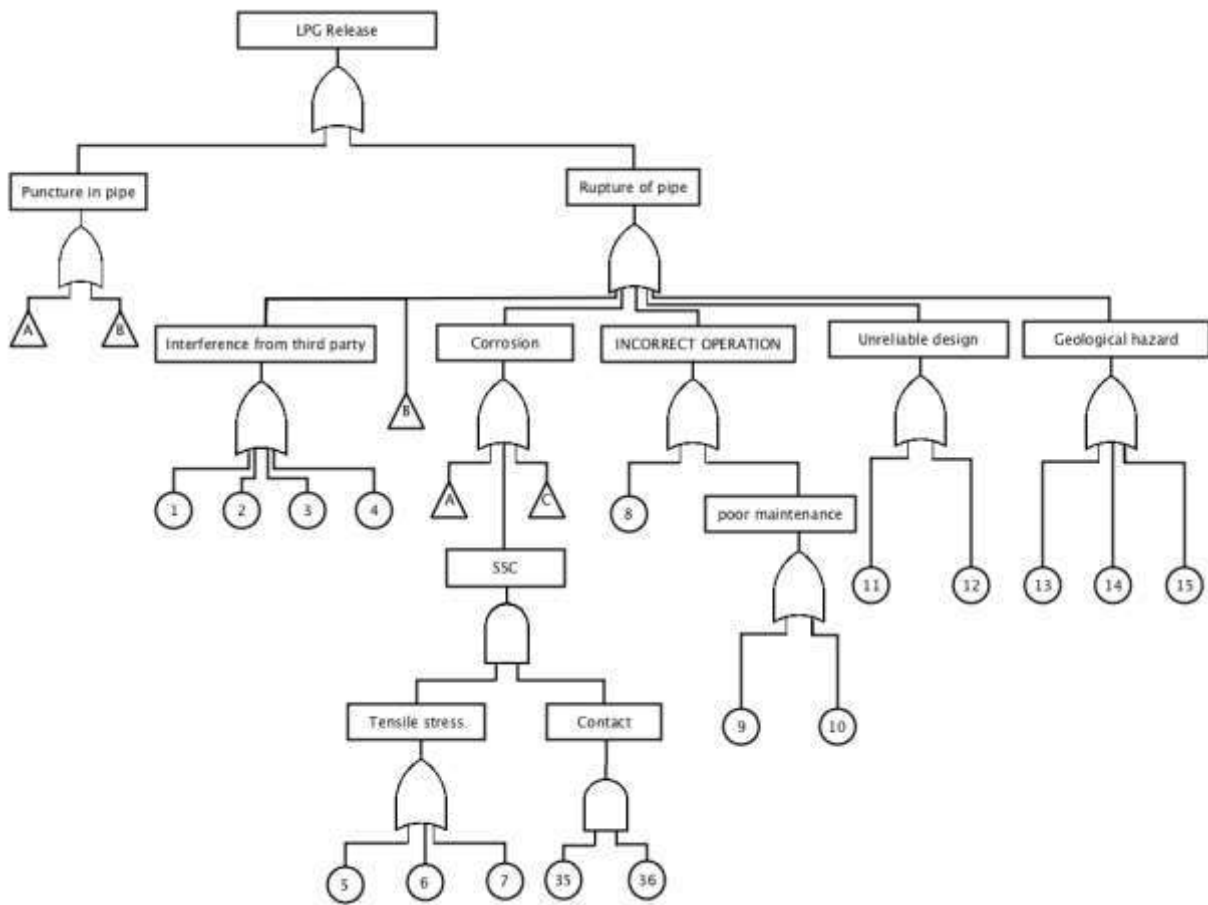 LPG Release
Puncture in pipe
Rupture of pipe
A
B
Interference from third party
B
Corrosion
INCORRECT OPERATION
Unreliable design
Geological hazard
1
2
3
4
A
C
8
poor maintenance
11
12
13
14
15
SSC
9
10
Tensile stress.
Contact
5
6
7
35
36